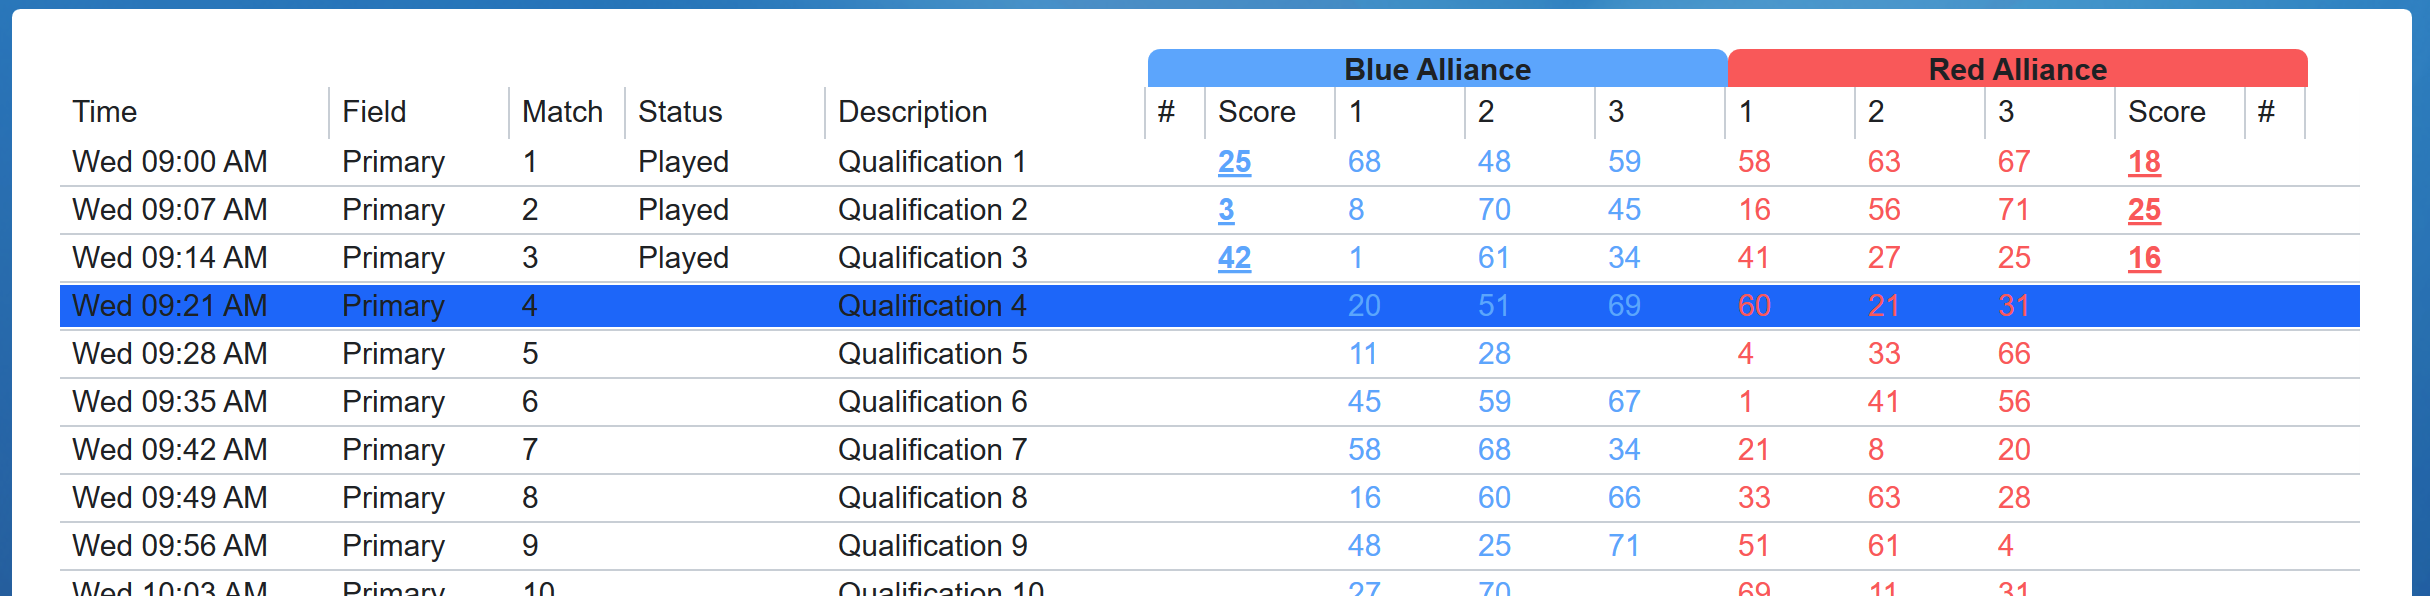 Blue Alliance Red Alliance
Time Field Match Status Description # Score 1 2 3 1 2 3 Score #
Wed 09:00 AM Primary 1 Played Qualification 1 25 68 48 59 58 63 67 18
Wed 09:07 AM Primary 2 Played Qualification 2 3 8 70 45 16 56 71 25
Wed 09:14 AM Primary 3 Played Qualification 3 42 1 61 34 41 27 25 16
Wed 09:21 AM Primary 4 Qualification 4 20 51 69 60 21 31
Wed 09:28 AM Primary 5 Qualification 5 11 28 4 33 66
Wed 09:35 AM Primary 6 Qualification 6 45 59 67 1 41 56
Wed 09:42 AM Primary 7 Qualification 7 58 68 34 21 8 20
Wed 09:49 AM Primary 8 Qualification 8 16 60 66 33 63 28
Wed 09:56 AM Primary 9 Qualification 9 48 25 71 51 61 4
Wed 10:03 AM Primary 10 Qualification 10 27 70 69 11 31